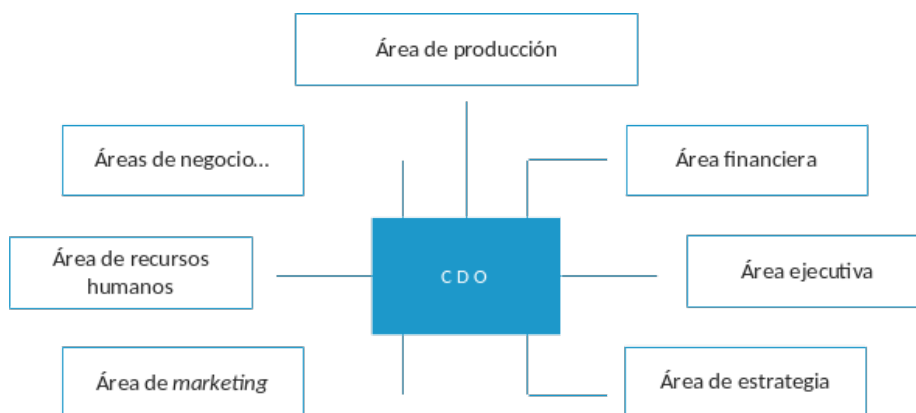 Área de producción
Áreas de negocio...
Área financiera
Área de recursos
humanos
CDO
Área ejecutiva
Área de marketing
Área de estrategia